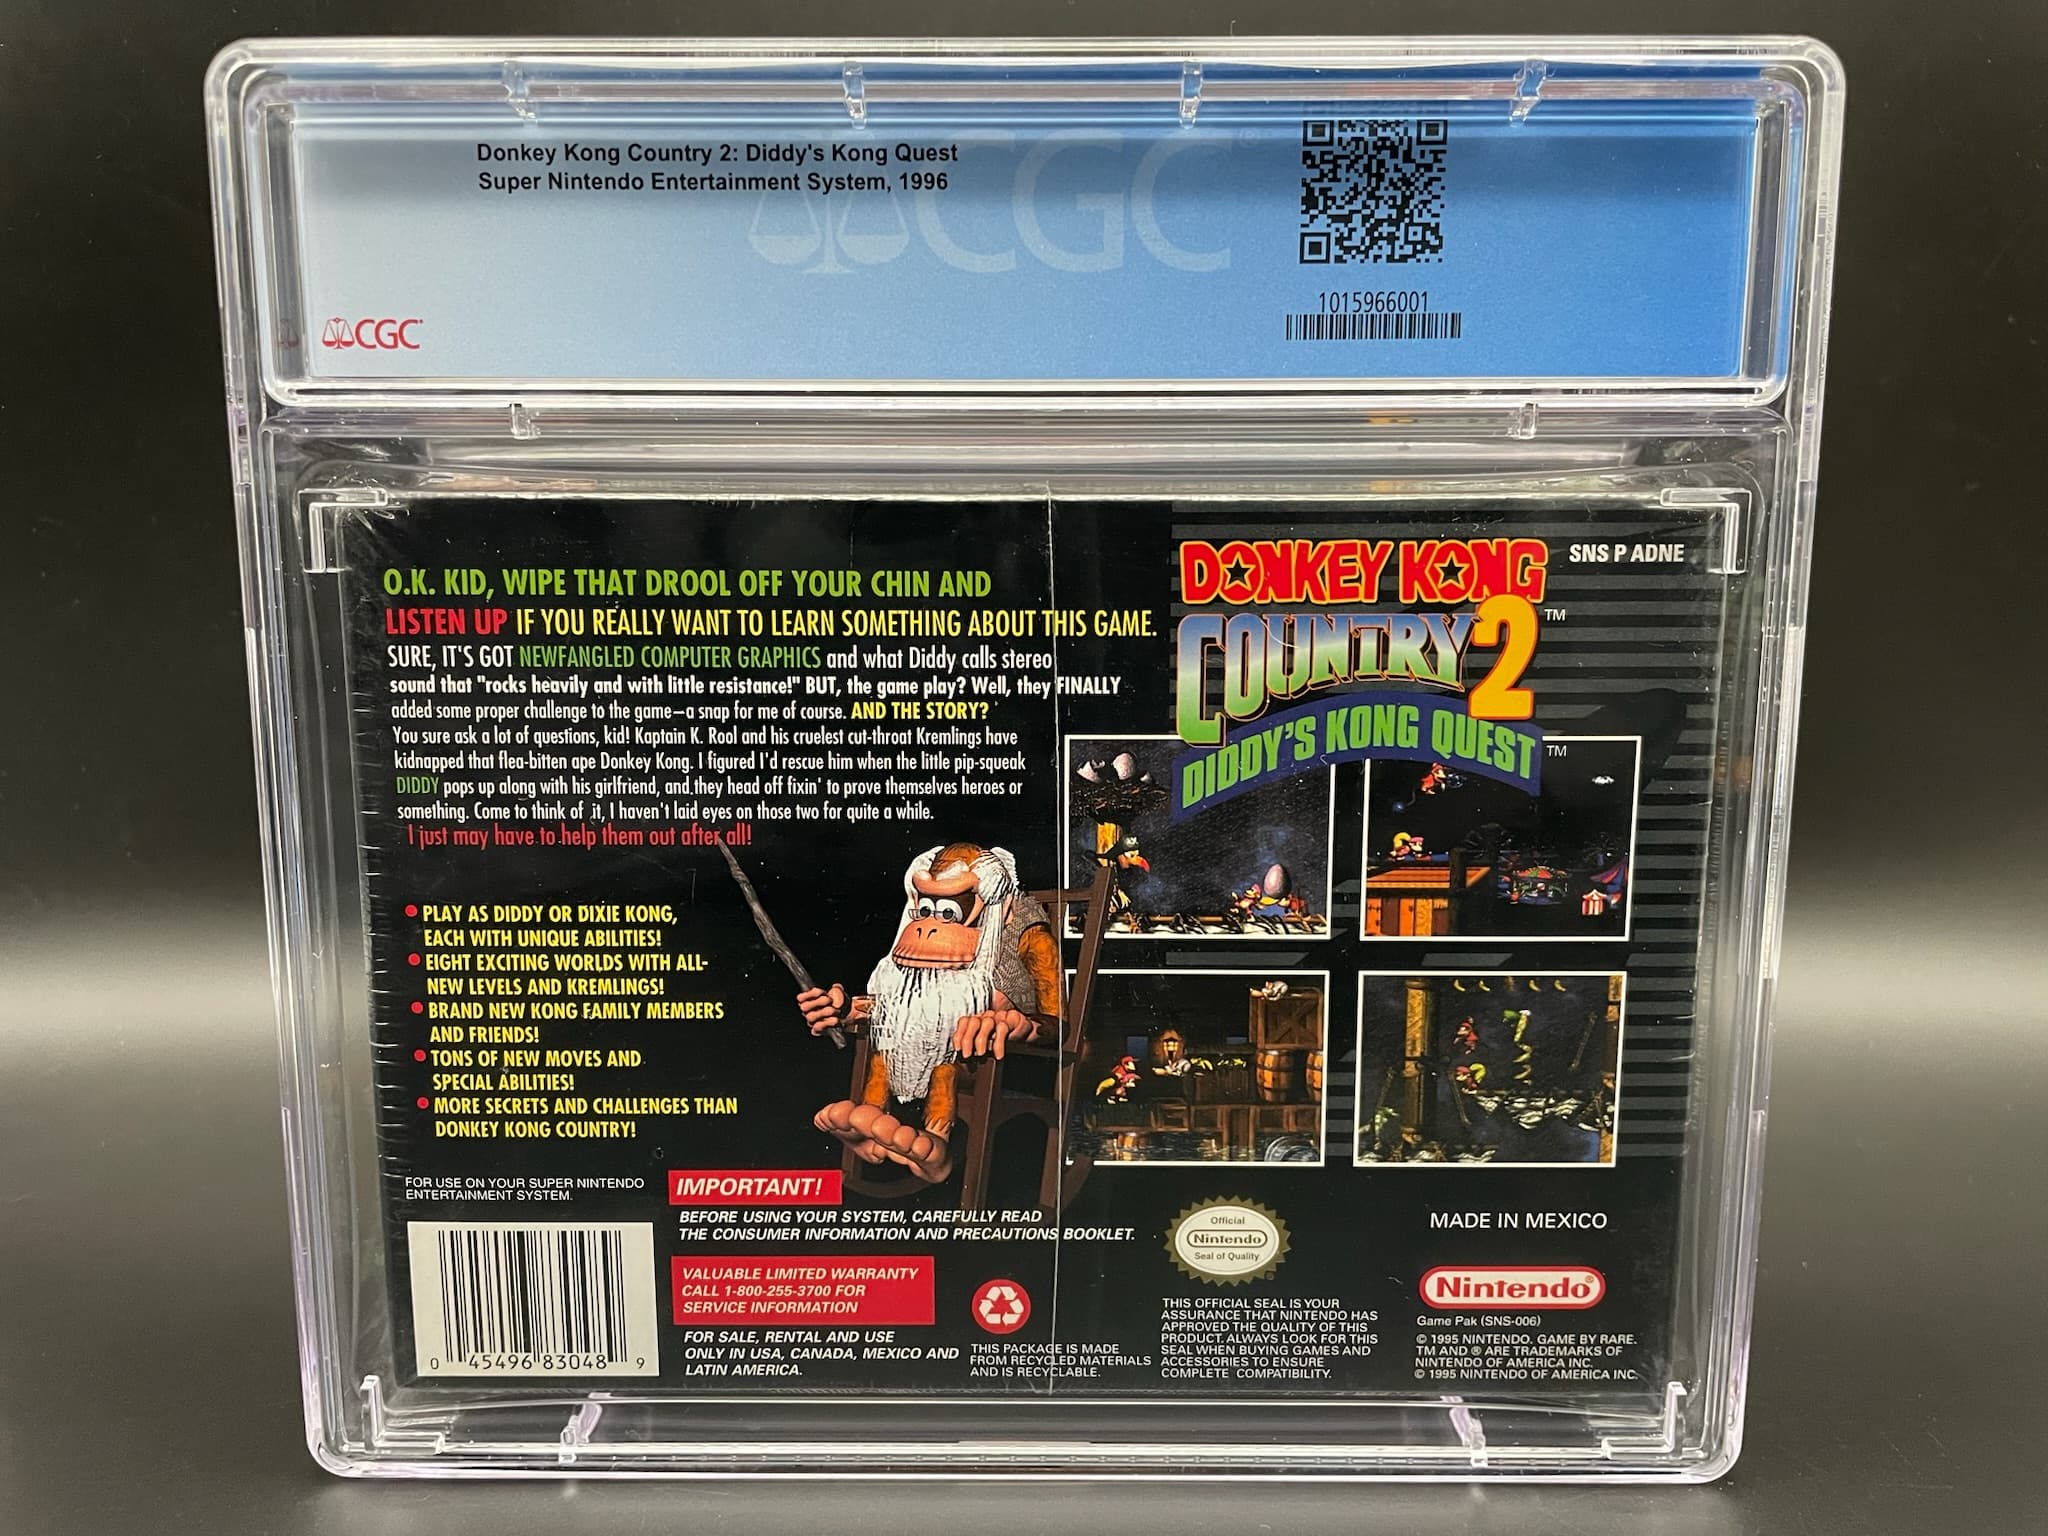 Donkey Kong Country 2: Diddy's Kong Quest
Super Nintendo Entertainment System, 1996
CGC
CGC
1015966001
O.K. KID, WIPE THAT DROOL OFF YOUR CHIN AND
LISTEN UP IF YOU REALLY WANT TO LEARN SOMETHING ABOUT THIS GAME.
SURE, IT'S GOT NEWFANGLED COMPUTER GRAPHICS and what Diddy calls stereo
sound that "rocks heavily and with little resistance!" BUT, the game play? Well, they FINALLY
added some proper challenge to the game—a snap for me of course. AND THE STORY?
You sure ask a lot of questions, kid! Kaptain K. Rool and his cruelest cut-throat Kremlings have
kidnapped that flea-bitten ape Donkey Kong. I figured I'd rescue him when the little pip-squeak
DIDDY pops up along with his girlfriend, and they head off fixin' to prove themselves heroes or
something. Come to think of it, I haven't laid eyes on those two for quite a while.
I just may have to help them out after all!
• PLAY AS DIDDY OR DIXIE KONG,
EACH WITH UNIQUE ABILITIES!
• EIGHT EXCITING WORLDS WITH ALL-
NEW LEVELS AND KREMLINGS!
• BRAND NEW KONG FAMILY MEMBERS
AND FRIENDS!
• TONS OF NEW MOVES AND
SPECIAL ABILITIES!
• MORE SECRETS AND CHALLENGES THAN
DONKEY KONG COUNTRY!
DONKEY KONG
COUNTRY 2 ™
DIDDY'S KONG QUEST ™
SNS P ADNE
FOR USE ON YOUR SUPER NINTENDO
ENTERTAINMENT SYSTEM.
0 45496 83048 9
IMPORTANT!
BEFORE USING YOUR SYSTEM, CAREFULLY READ
THE CONSUMER INFORMATION AND PRECAUTIONS BOOKLET.
VALUABLE LIMITED WARRANTY
CALL 1-800-255-3700 FOR
SERVICE INFORMATION
FOR SALE, RENTAL AND USE
ONLY IN USA, CANADA, MEXICO AND
LATIN AMERICA.
THIS PACKAGE IS MADE
FROM RECYCLED MATERIALS
AND IS RECYCLABLE.
Official
Nintendo
Seal of Quality
THIS OFFICIAL SEAL IS YOUR
ASSURANCE THAT NINTENDO HAS
APPROVED THE QUALITY OF THIS
PRODUCT. ALWAYS LOOK FOR THIS
SEAL WHEN BUYING GAMES AND
ACCESSORIES TO ENSURE
COMPLETE COMPATIBILITY.
MADE IN MEXICO
Nintendo®
Game Pak (SNS-006)
© 1995 NINTENDO. GAME BY RARE.
TM AND ® ARE TRADEMARKS OF
NINTENDO OF AMERICA INC.
© 1995 NINTENDO OF AMERICA INC.